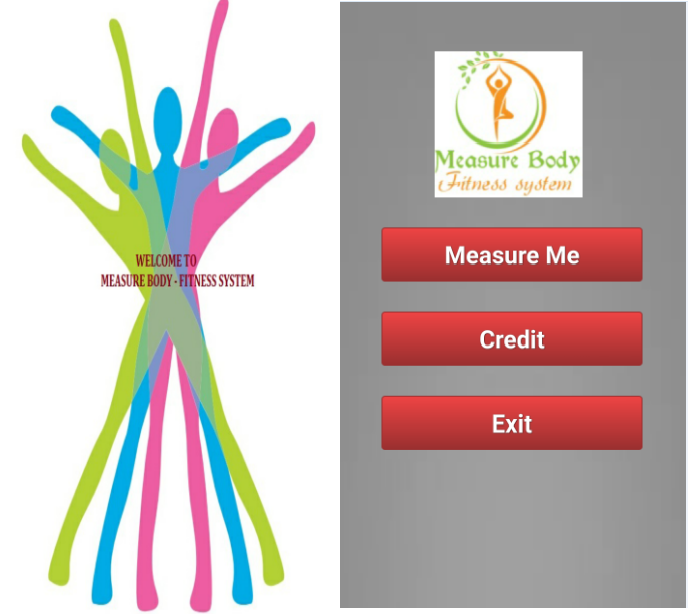 WELCOME TO
MEASURE BODY - FITNESS SYSTEM
Measure Body
Fitness system
Measure Me
Credit
Exit